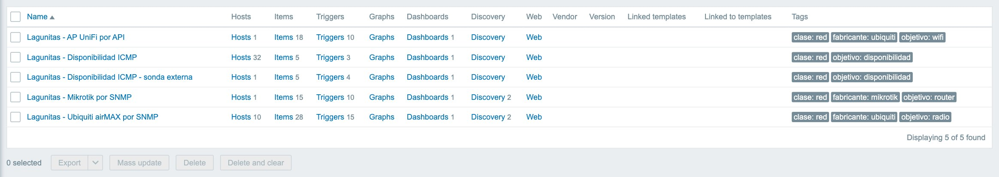 Name ▲ Hosts Items Triggers Graphs Dashboards Discovery Web Vendor Version Linked templates Linked to templates Tags
Lagunitas - AP UniFi por API Hosts 1 Items 18 Triggers 10 Graphs Dashboards 1 Discovery Web clase: red fabricante: ubiquiti objetivo: wifi
Lagunitas - Disponibilidad ICMP Hosts 32 Items 5 Triggers 3 Graphs Dashboards 1 Discovery Web clase: red objetivo: disponibilidad
Lagunitas - Disponibilidad ICMP - sonda externa Hosts 1 Items 5 Triggers 4 Graphs Dashboards 1 Discovery Web clase: red objetivo: disponibilidad
Lagunitas - Mikrotik por SNMP Hosts 1 Items 15 Triggers 10 Graphs Dashboards 1 Discovery 2 Web clase: red fabricante: mikrotik objetivo: router
Lagunitas - Ubiquiti airMAX por SNMP Hosts 10 Items 28 Triggers 15 Graphs Dashboards 1 Discovery 2 Web clase: red fabricante: ubiquiti objetivo: radio
Displaying 5 of 5 found
0 selected Export Mass update Delete Delete and clear